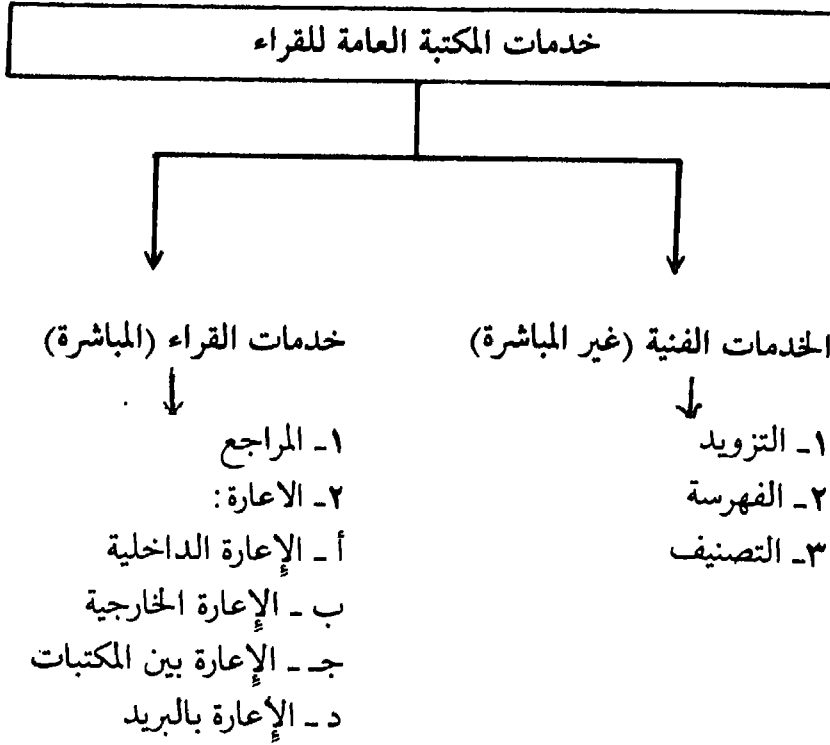 خدمات المكتبة العامة للقراء
الخدمات الفنية (غير المباشرة)
١ـ التزويد
٢ـ الفهرسة
٣ـ التصنيف
خدمات القراء (المباشرة)
١ـ المراجع
٢ـ الاعارة:
أ ـ الإعارة الداخلية
ب ـ الإعارة الخارجية
جـ ـ الإعارة بين المكتبات
د ـ الإعارة بالبريد